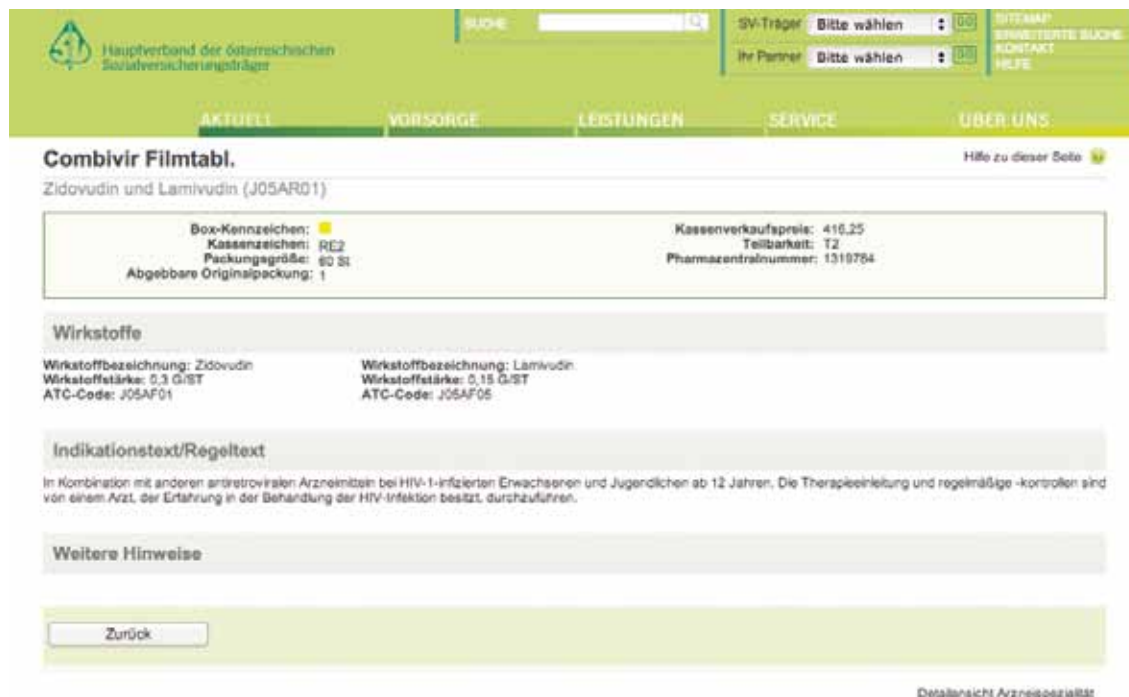 Hauptverband der österreichischen
Sozialversicherungsträger
SUCHE
SV-Träger Bitte wählen GO
Ihr Partner Bitte wählen GO
SITEMAP
ERWEITERTE SUCHE
KONTAKT
HILFE
AKTUELL VORSORGE LEISTUNGEN SERVICE ÜBER UNS
Combivir Filmtabl.
Hilfe zu dieser Seite
Zidovudin und Lamivudin (J05AR01)
Box-Kennzeichen:
Kassenzeichen: RE2
Packungsgröße: 60 St
Abgebbare Originalpackung: 1
Kassenverkaufspreis: 416,25
Teilbarkeit: T2
Pharmazentralnummer: 1319784
Wirkstoffe
Wirkstoffbezeichnung: Zidovudin
Wirkstoffstärke: 0,3 G/ST
ATC-Code: J05AF01
Wirkstoffbezeichnung: Lamivudin
Wirkstoffstärke: 0,15 G/ST
ATC-Code: J05AF05
Indikationstext/Regeltext
In Kombination mit anderen antiretroviralen Arzneimitteln bei HIV-1-infizierten Erwachsenen und Jugendlichen ab 12 Jahren. Die Therapieeinleitung und regelmäßige -kontrollen sind
von einem Arzt, der Erfahrung in der Behandlung der HIV-Infektion besitzt, durchzuführen.
Weitere Hinweise
Zurück
Detailansicht Arzneispezialität